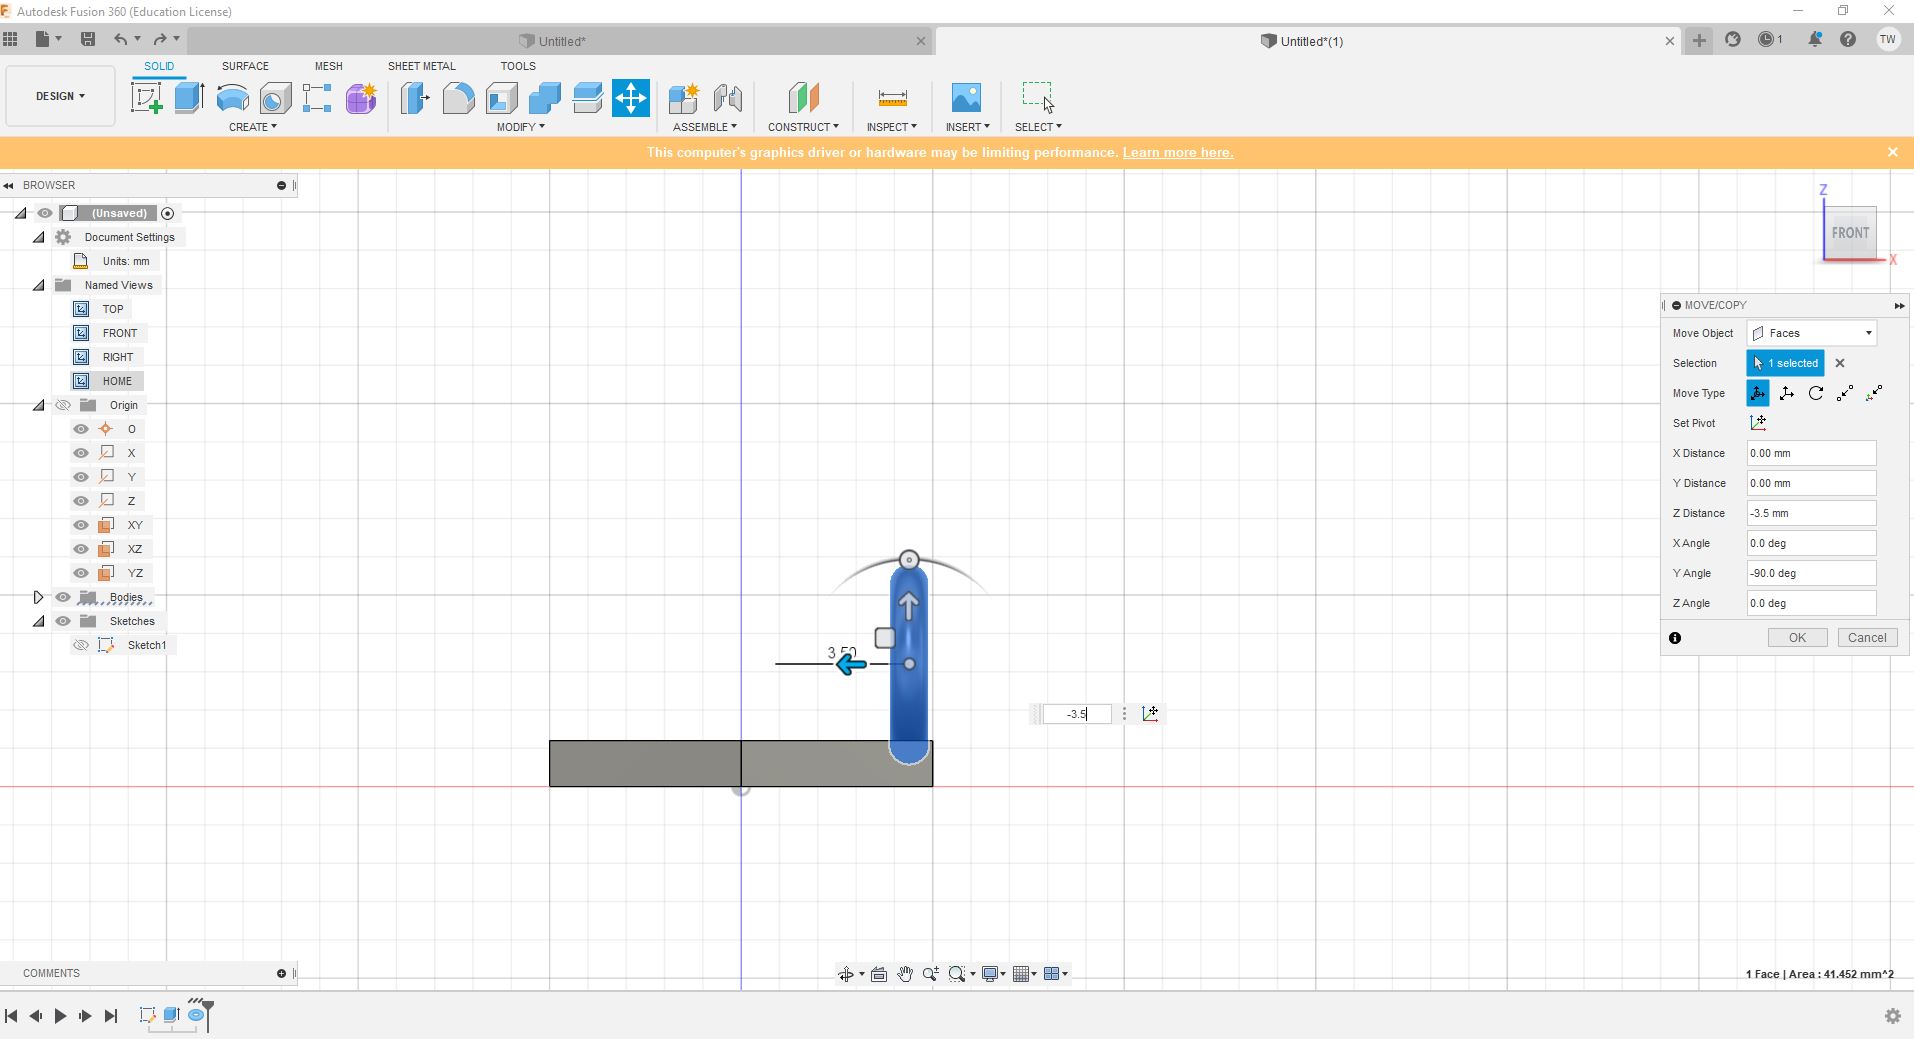 Autodesk Fusion 360 (Education License)
Untitled*
Untitled*(1)
1
TW
DESIGN
SOLID
SURFACE
MESH
SHEET METAL
TOOLS
CREATE
MODIFY
ASSEMBLE
CONSTRUCT
INSPECT
INSERT
SELECT
This computer's graphics driver or hardware may be limiting performance. Learn more here.
BROWSER
(Unsaved)
Document Settings
Units: mm
Named Views
TOP
FRONT
RIGHT
HOME
Origin
O
X
Y
Z
XY
XZ
YZ
Bodies
Sketches
Sketch1
Z
FRONT
X
MOVE/COPY
Move Object Faces
Selection 1 selected
Move Type
Set Pivot
X Distance 0.00 mm
Y Distance 0.00 mm
Z Distance -3.5 mm
X Angle 0.0 deg
Y Angle -90.0 deg
Z Angle 0.0 deg
OK Cancel
3.50
-3.5
COMMENTS
1 Face | Area : 41.452 mm^2